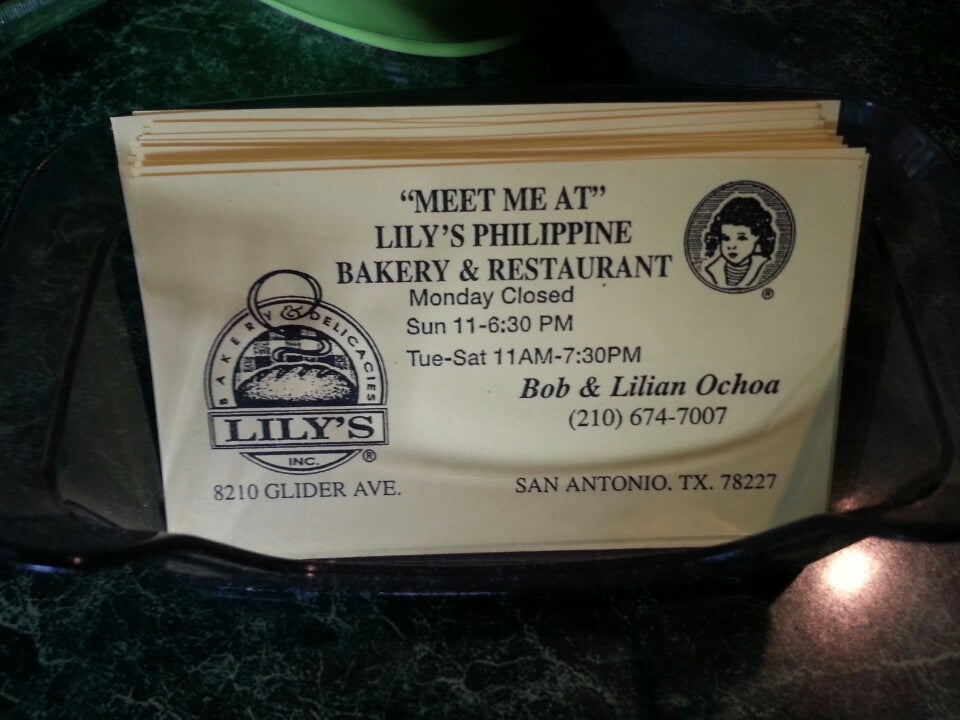 “MEET ME AT”
LILY’S PHILIPPINE
BAKERY & RESTAURANT
Monday Closed
Sun 11-6:30 PM
Tue-Sat 11AM-7:30PM
Bob & Lilian Ochoa
(210) 674-7007
BAKERY & DELICACIES
LILY’S
INC.
®
®
8210 GLIDER AVE.
SAN ANTONIO. TX. 78227